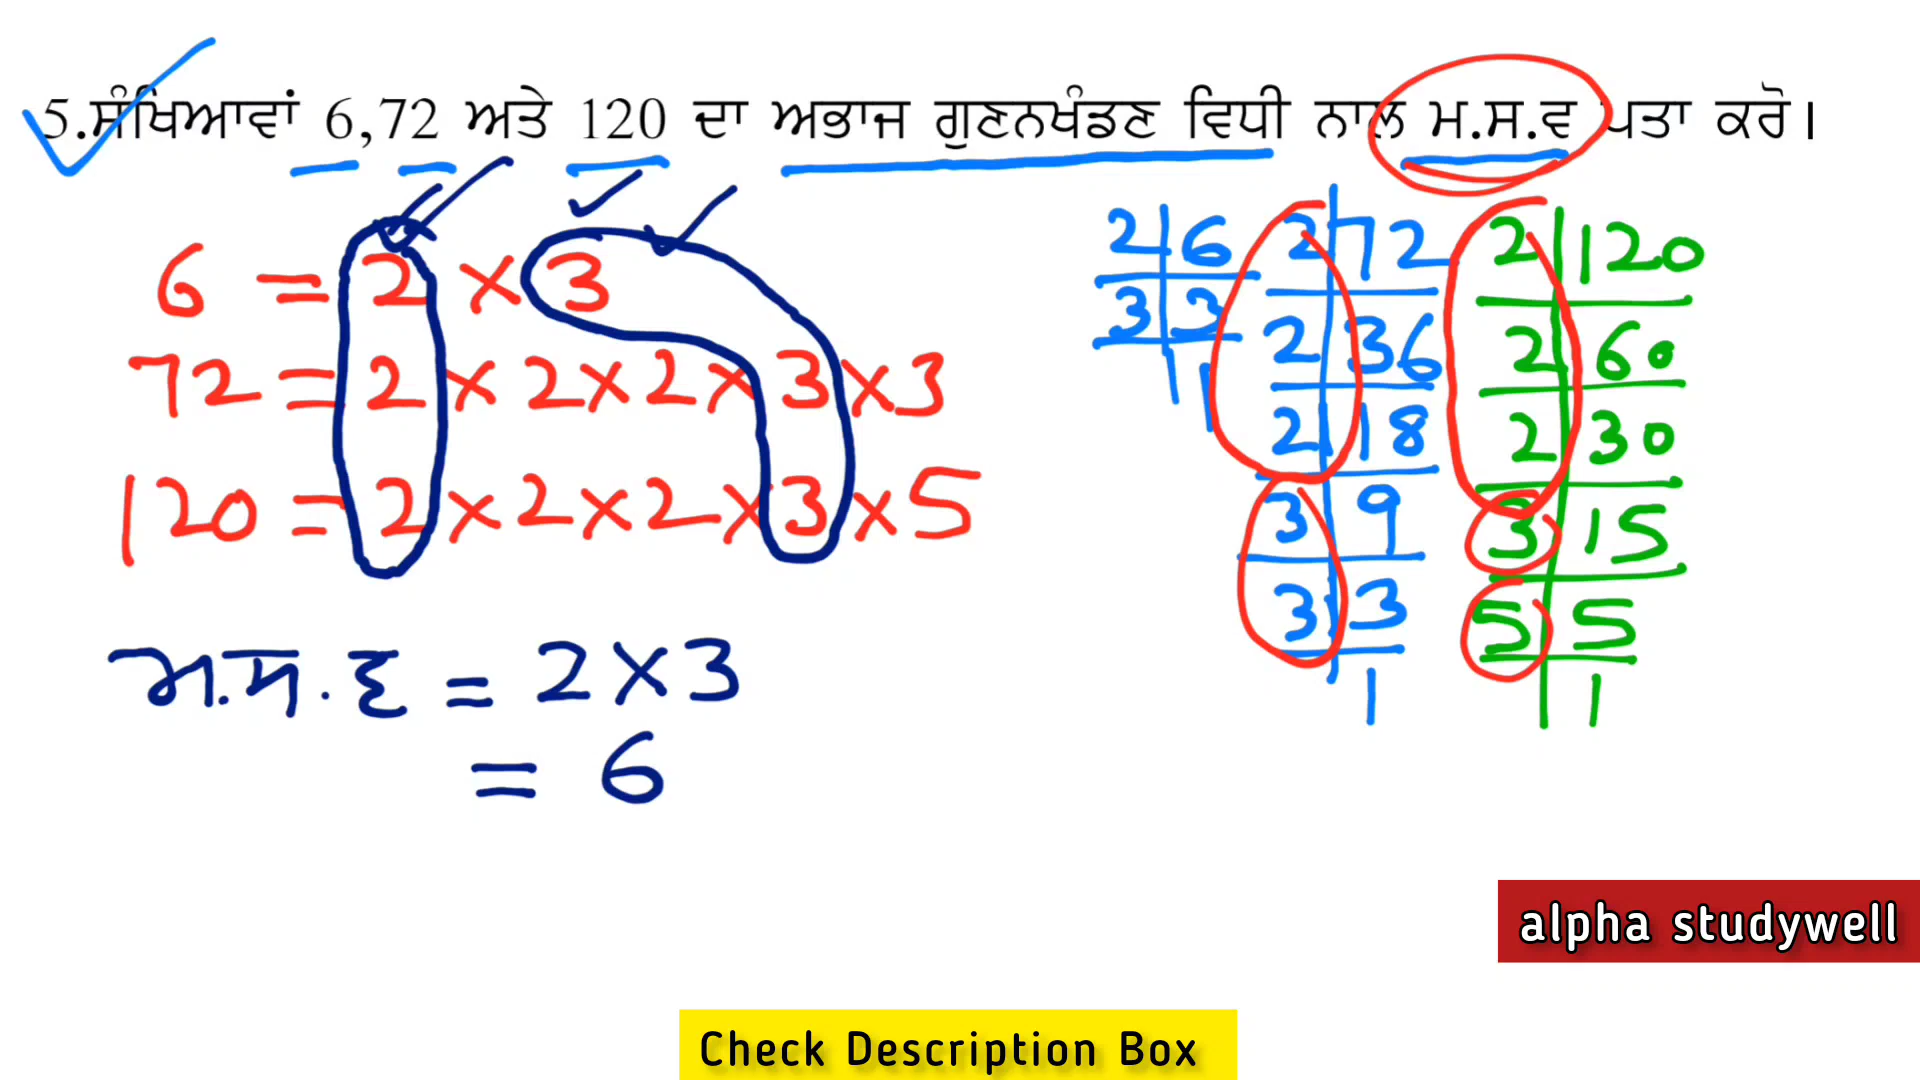 5.ਸੰਖਿਆਵਾਂ 6,72 ਅਤੇ 120 ਦਾ ਅਭਾਜ ਗੁਣਨਖੰਡਣ ਵਿਧੀ ਨਾਲ ਮ.ਸ.ਵ ਪਤਾ ਕਰੋ।
6 = 2 × 3
72 = 2 × 2 × 2 × 3 × 3
120 = 2 × 2 × 2 × 3 × 5
ਮ.ਸ.ਵ = 2 × 3
= 6
2 | 6
3 | 3
1
2 | 72
2 | 36
2 | 18
3 | 9
3 | 3
1
2 | 120
2 | 60
2 | 30
3 | 15
5 | 5
1
alpha studywell
Check Description Box